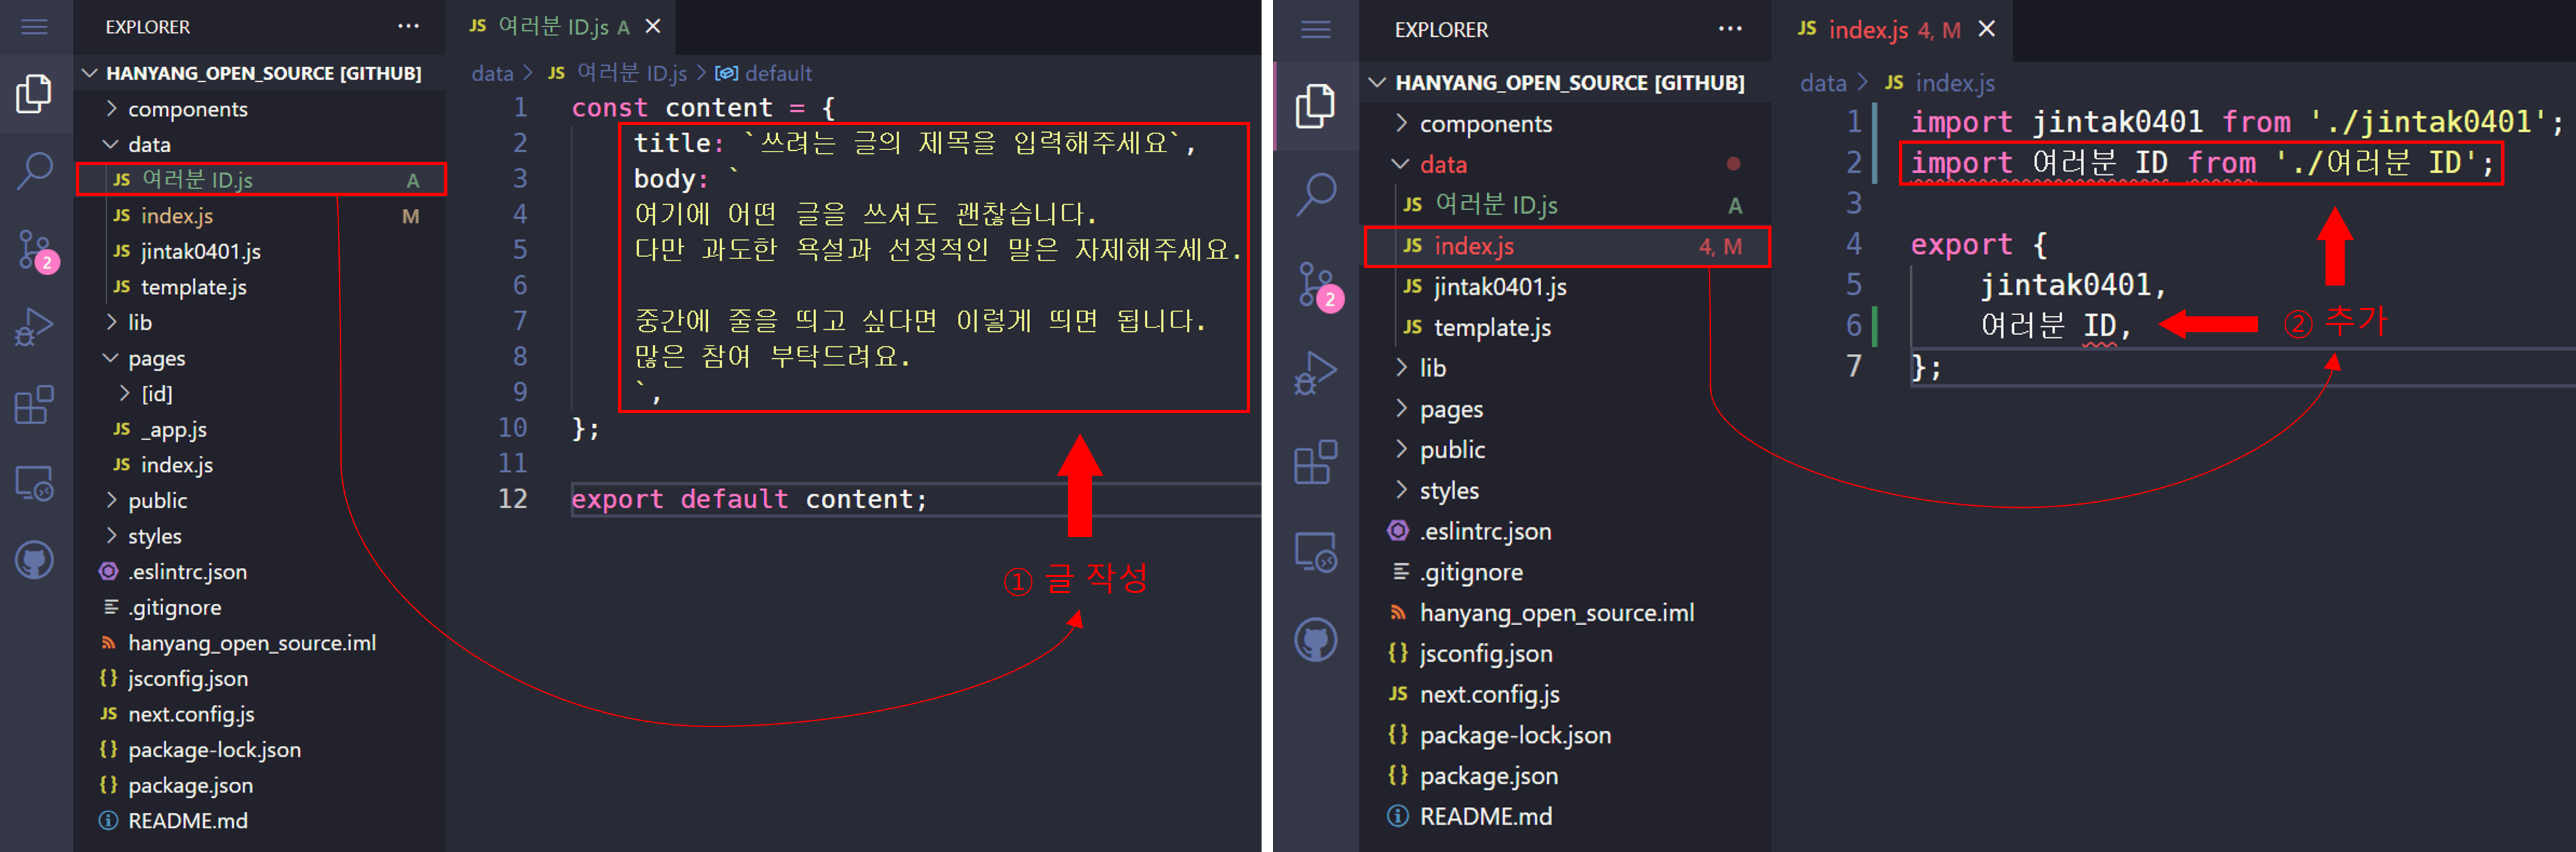 EXPLORER ···
HANYANG_OPEN_SOURCE [GITHUB]
components
data
JS 여러분 ID.js A
JS index.js M
JS jintak0401.js
JS template.js
lib
pages
[id]
JS _app.js
JS index.js
public
styles
.eslintrc.json
.gitignore
hanyang_open_source.iml
{} jsconfig.json
JS next.config.js
{} package-lock.json
{} package.json
README.md
2
JS 여러분 ID.js A
data > JS 여러분 ID.js > default
1 const content = {
2 title: `쓰려는 글의 제목을 입력해주세요`,
3 body: `
4 여기에 어떤 글을 쓰셔도 괜찮습니다.
5 다만 과도한 욕설과 선정적인 말은 자제해주세요.
6
7 중간에 줄을 띄고 싶다면 이렇게 띄면 됩니다.
8 많은 참여 부탁드려요.
9 `,
10 };
11
12 export default content;
① 글 작성
EXPLORER ···
HANYANG_OPEN_SOURCE [GITHUB]
components
data
JS 여러분 ID.js A
JS index.js 4, M
JS jintak0401.js
JS template.js
lib
pages
public
styles
.eslintrc.json
.gitignore
hanyang_open_source.iml
{} jsconfig.json
JS next.config.js
{} package-lock.json
{} package.json
README.md
2
JS index.js 4, M
data > JS index.js
1 import jintak0401 from './jintak0401';
2 import 여러분 ID from './여러분 ID';
3
4 export {
5 jintak0401,
6 여러분 ID,
7 };
② 추가